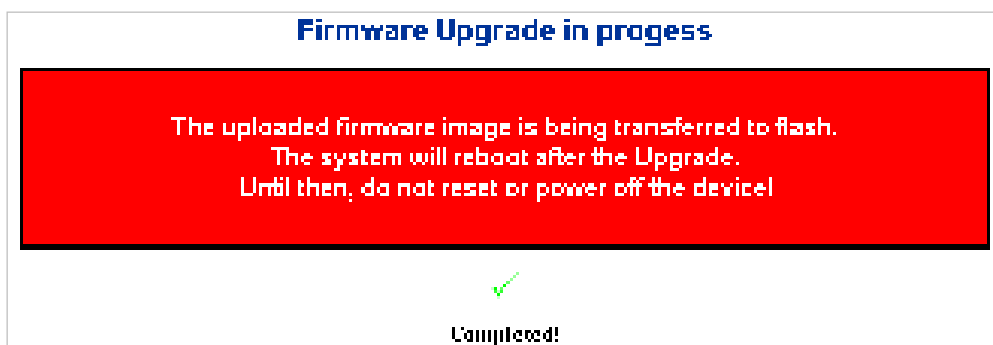 Firmware Upgrade in progess
The uploaded firmware image is being transferred to flash.
The system will reboot after the Upgrade.
Until then, do not reset or power off the device!
Completed!